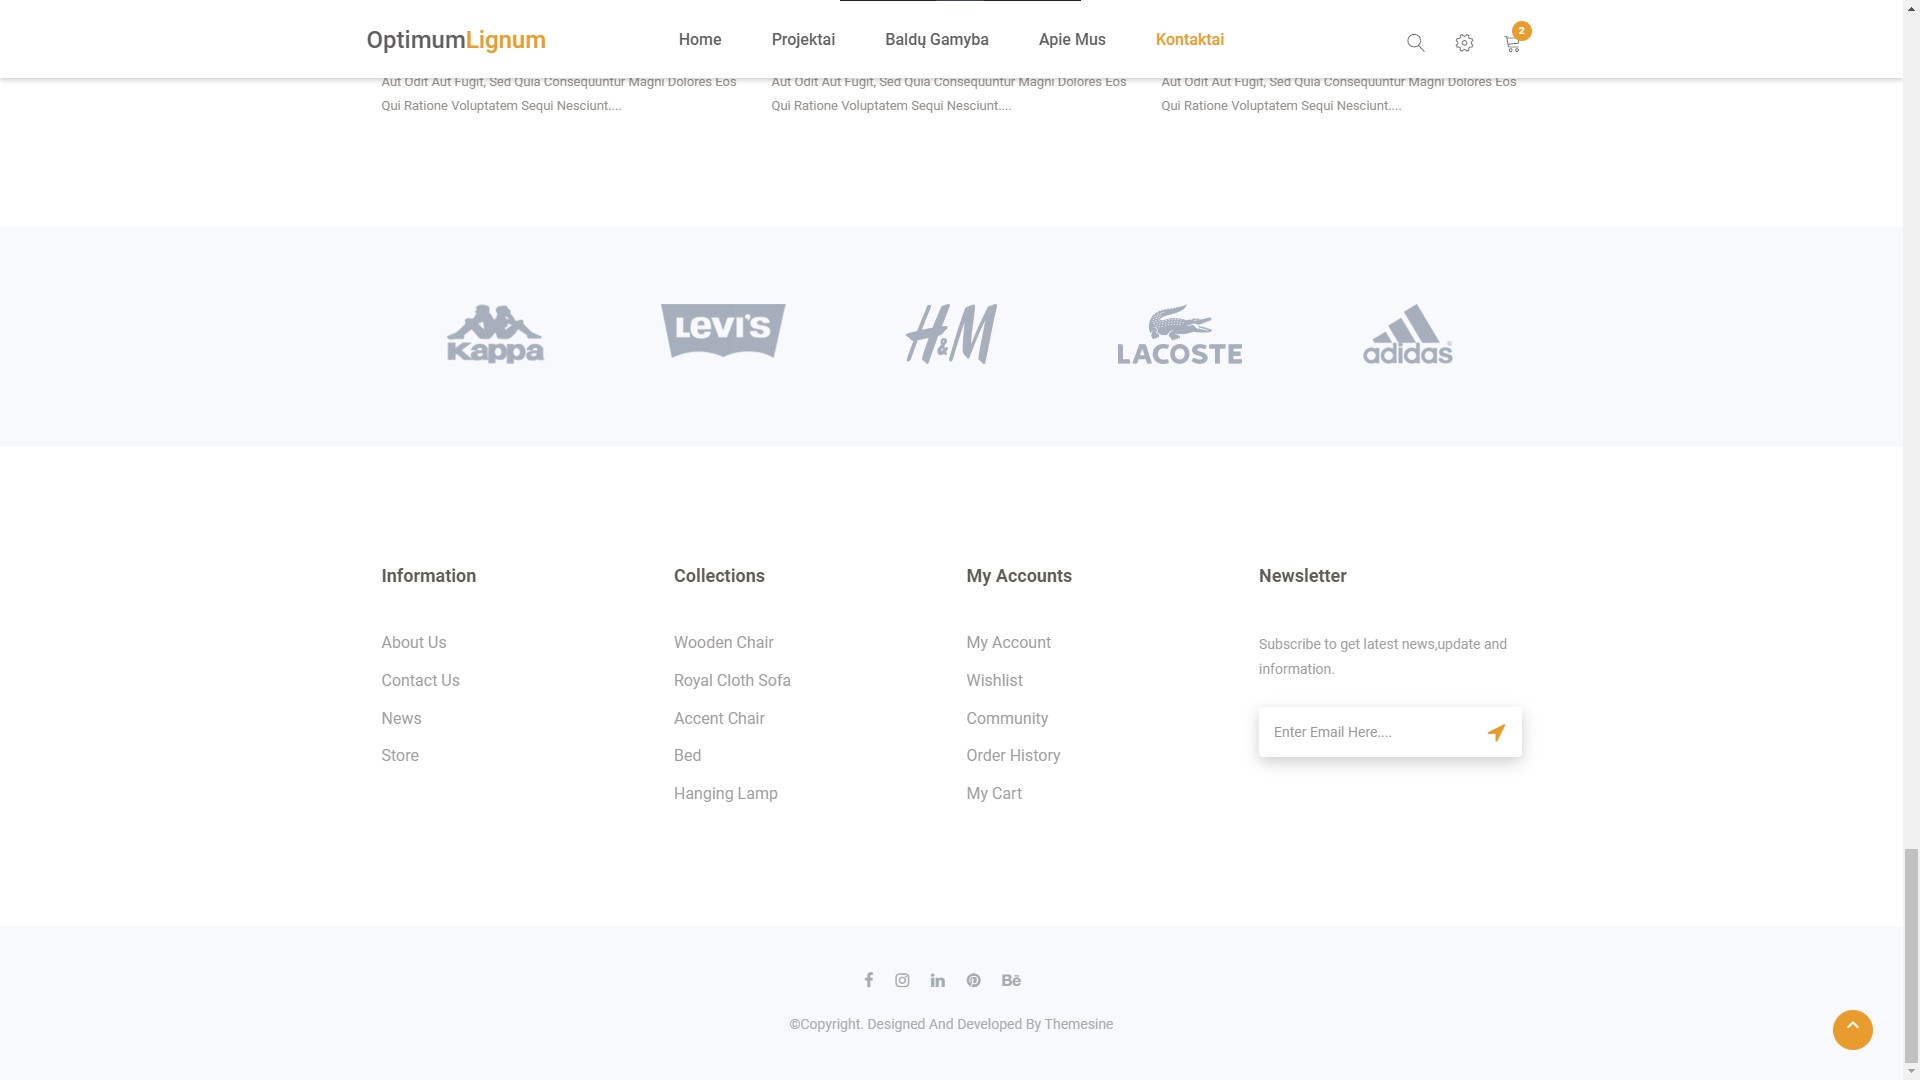 OptimumLignum
Home
Projektai
Baldų Gamyba
Apie Mus
Kontaktai
2
Aut Odit Aut Fugit, Sed Quia Consequuntur Magni Dolores Eos
Qui Ratione Voluptatem Sequi Nesciunt....
Aut Odit Aut Fugit, Sed Quia Consequuntur Magni Dolores Eos
Qui Ratione Voluptatem Sequi Nesciunt....
Aut Odit Aut Fugit, Sed Quia Consequuntur Magni Dolores Eos
Qui Ratione Voluptatem Sequi Nesciunt....
Kappa
LEVI'S
H&M
LACOSTE
adidas
Information
About Us
Contact Us
News
Store
Collections
Wooden Chair
Royal Cloth Sofa
Accent Chair
Bed
Hanging Lamp
My Accounts
My Account
Wishlist
Community
Order History
My Cart
Newsletter
Subscribe to get latest news,update and
information.
Enter Email Here....
©Copyright. Designed And Developed By Themesine